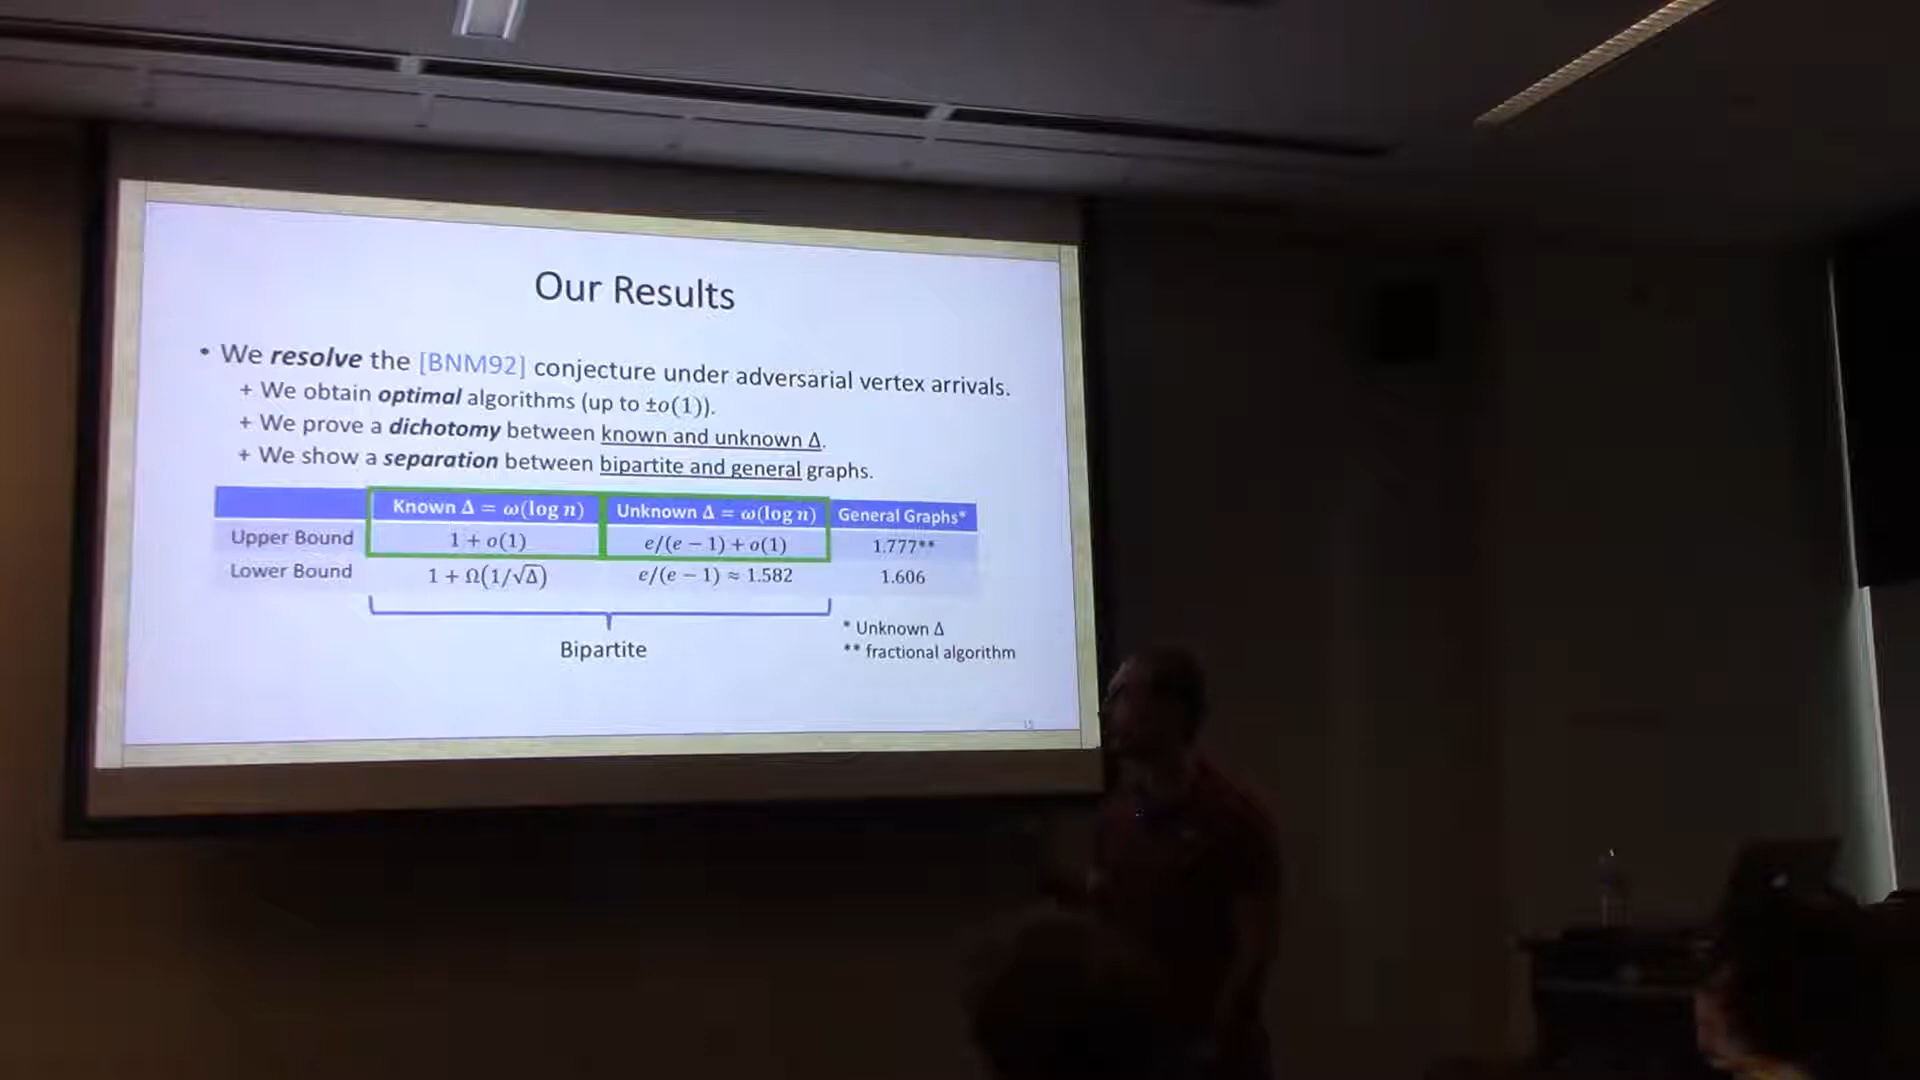 Our Results
• We resolve the [BNM92] conjecture under adversarial vertex arrivals.
+ We obtain optimal algorithms (up to ±o(1)).
+ We prove a dichotomy between known and unknown Δ.
+ We show a separation between bipartite and general graphs.
Known Δ = ω(log n) Unknown Δ = ω(log n) General Graphs*
Upper Bound 1 + o(1) e/(e − 1) + o(1) 1.777**
Lower Bound 1 + Ω(1/√Δ) e/(e − 1) ≈ 1.582 1.606
Bipartite
* Unknown Δ
** fractional algorithm